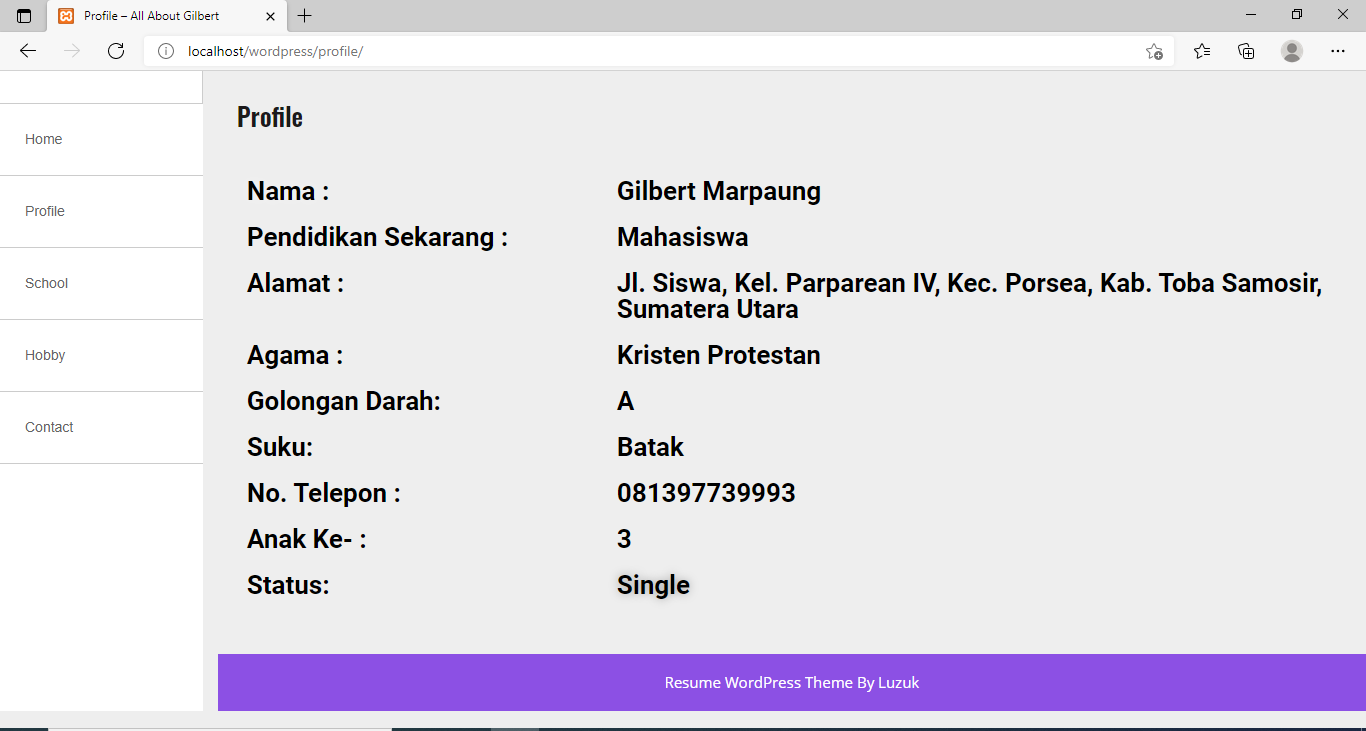 Profile – All About Gilbert
localhost/wordpress/profile/
Home
Profile
School
Hobby
Contact
Profile
Nama : Gilbert Marpaung
Pendidikan Sekarang : Mahasiswa
Alamat : Jl. Siswa, Kel. Parparean IV, Kec. Porsea, Kab. Toba Samosir,
Sumatera Utara
Agama : Kristen Protestan
Golongan Darah: A
Suku: Batak
No. Telepon : 081397739993
Anak Ke- : 3
Status: Single
Resume WordPress Theme By Luzuk